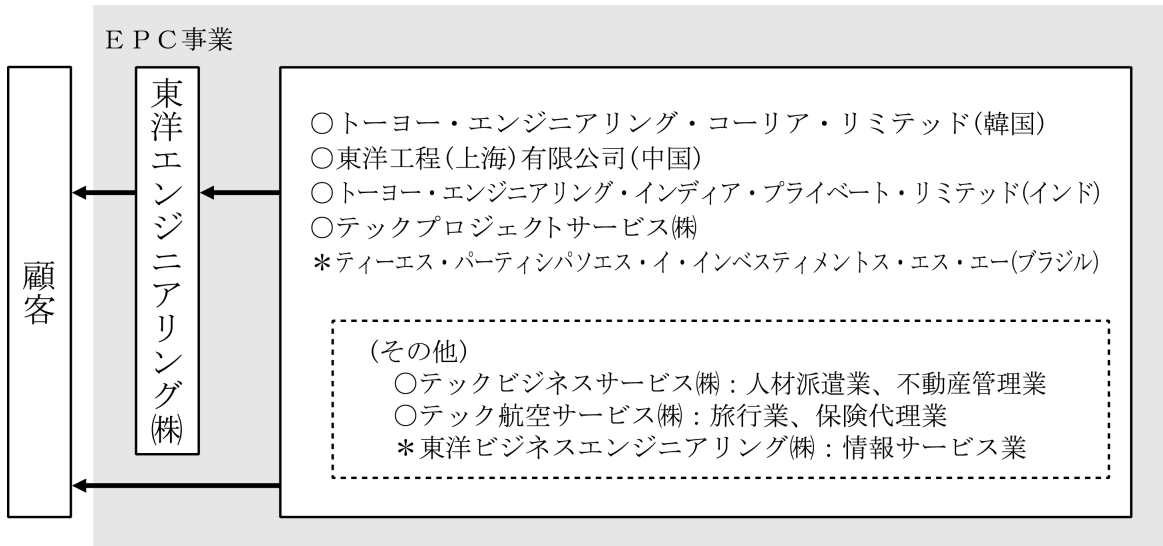 ＥＰＣ事業
顧客
東洋エンジニアリング㈱
○トーヨー・エンジニアリング・コーリア・リミテッド(韓国)
○東洋工程(上海)有限公司(中国)
○トーヨー・エンジニアリング・インディア・プライベート・リミテッド(インド)
○テックプロジェクトサービス㈱
＊ティーエス・パーティシパソエス・イ・インベスティメントス・エス・エー(ブラジル)
(その他)
○テックビジネスサービス㈱：人材派遣業、不動産管理業
○テック航空サービス㈱：旅行業、保険代理業
＊東洋ビジネスエンジニアリング㈱：情報サービス業